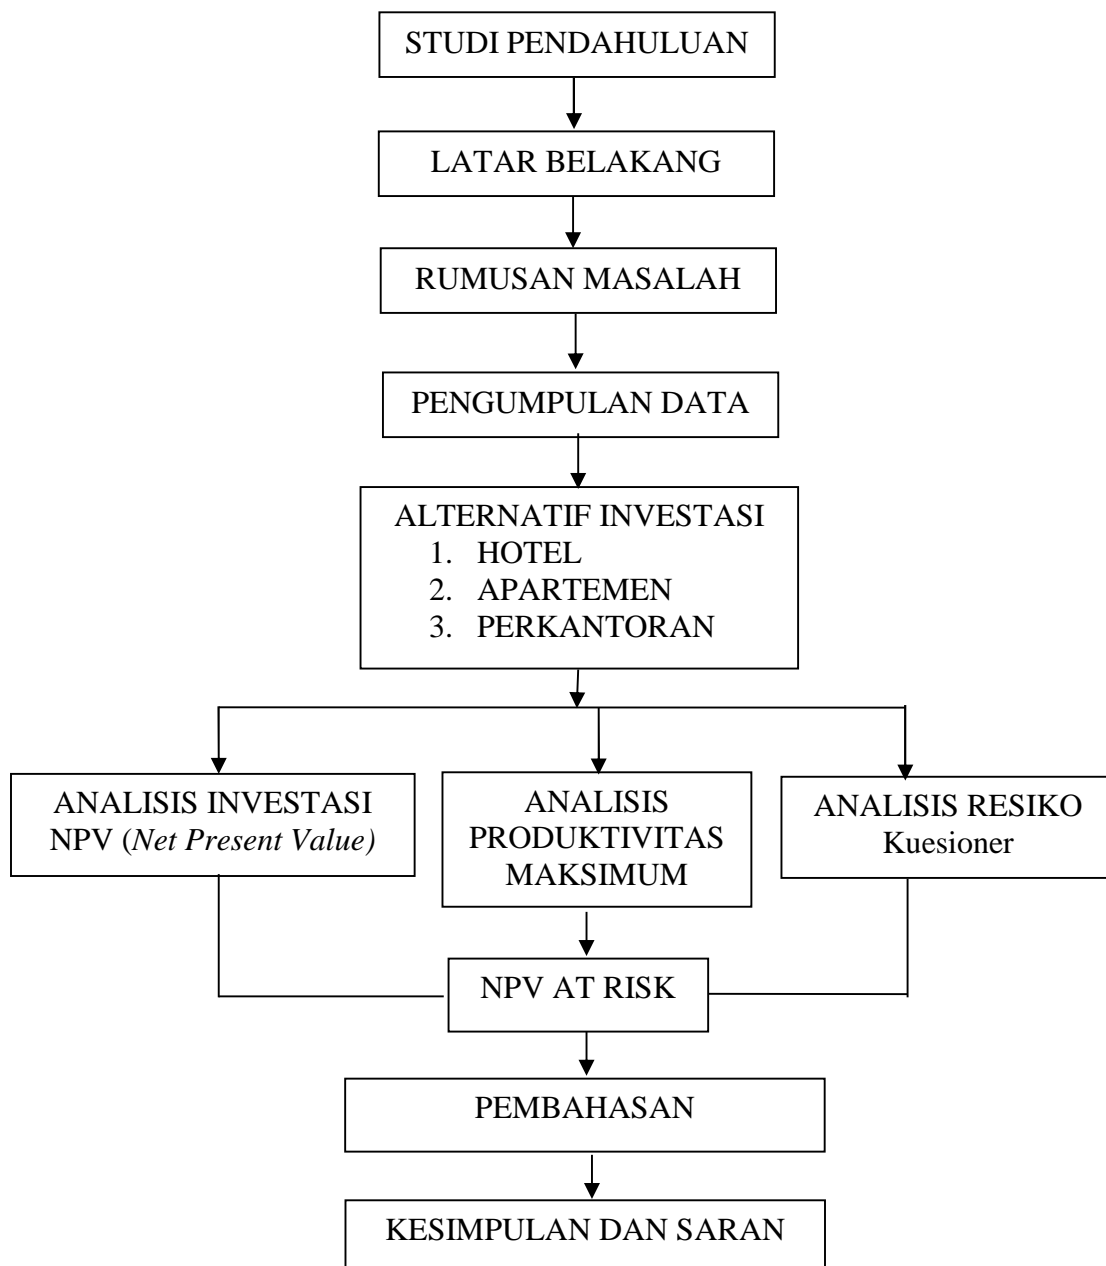 STUDI PENDAHULUAN
LATAR BELAKANG
RUMUSAN MASALAH
PENGUMPULAN DATA
ALTERNATIF INVESTASI
1. HOTEL
2. APARTEMEN
3. PERKANTORAN
ANALISIS INVESTASI
NPV (Net Present Value)
ANALISIS
PRODUKTIVITAS
MAKSIMUM
ANALISIS RESIKO
Kuesioner
NPV AT RISK
PEMBAHASAN
KESIMPULAN DAN SARAN